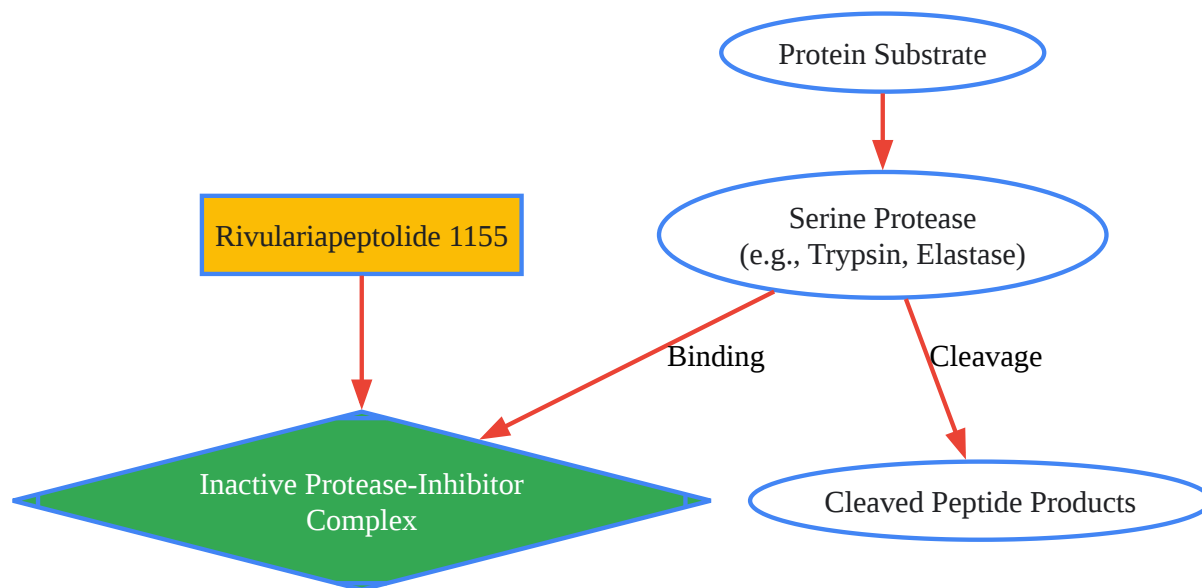 Protein Substrate
Serine Protease
(e.g., Trypsin, Elastase)
Rivulariapeptolide 1155
Binding
Cleavage
Inactive Protease-Inhibitor
Complex
Cleaved Peptide Products